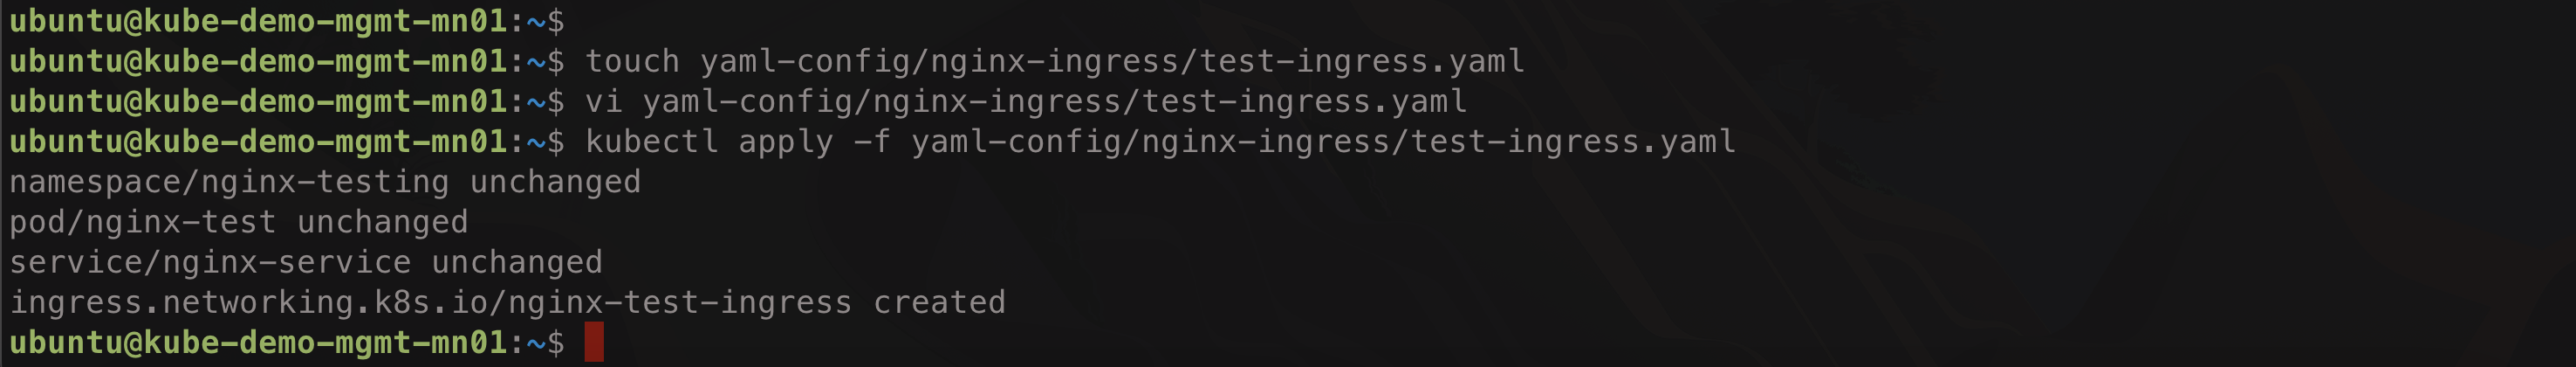 ubuntu@kube-demo-mgmt-mn01:~$
ubuntu@kube-demo-mgmt-mn01:~$ touch yaml-config/nginx-ingress/test-ingress.yaml
ubuntu@kube-demo-mgmt-mn01:~$ vi yaml-config/nginx-ingress/test-ingress.yaml
ubuntu@kube-demo-mgmt-mn01:~$ kubectl apply -f yaml-config/nginx-ingress/test-ingress.yaml
namespace/nginx-testing unchanged
pod/nginx-test unchanged
service/nginx-service unchanged
ingress.networking.k8s.io/nginx-test-ingress created
ubuntu@kube-demo-mgmt-mn01:~$